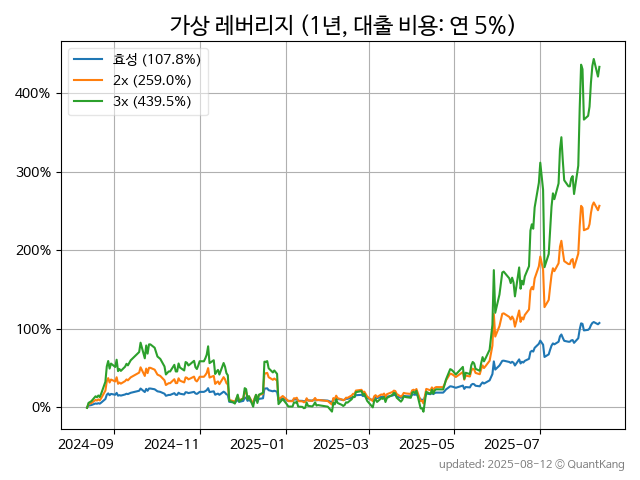 가상 레버리지 (1년, 대출 비용: 연 5%)
효성 (107.8%)
2x (259.0%)
3x (439.5%)
400%
300%
200%
100%
0%
2024-09
2024-11
2025-01
2025-03
2025-05
2025-07
updated: 2025-08-12 © QuantKang